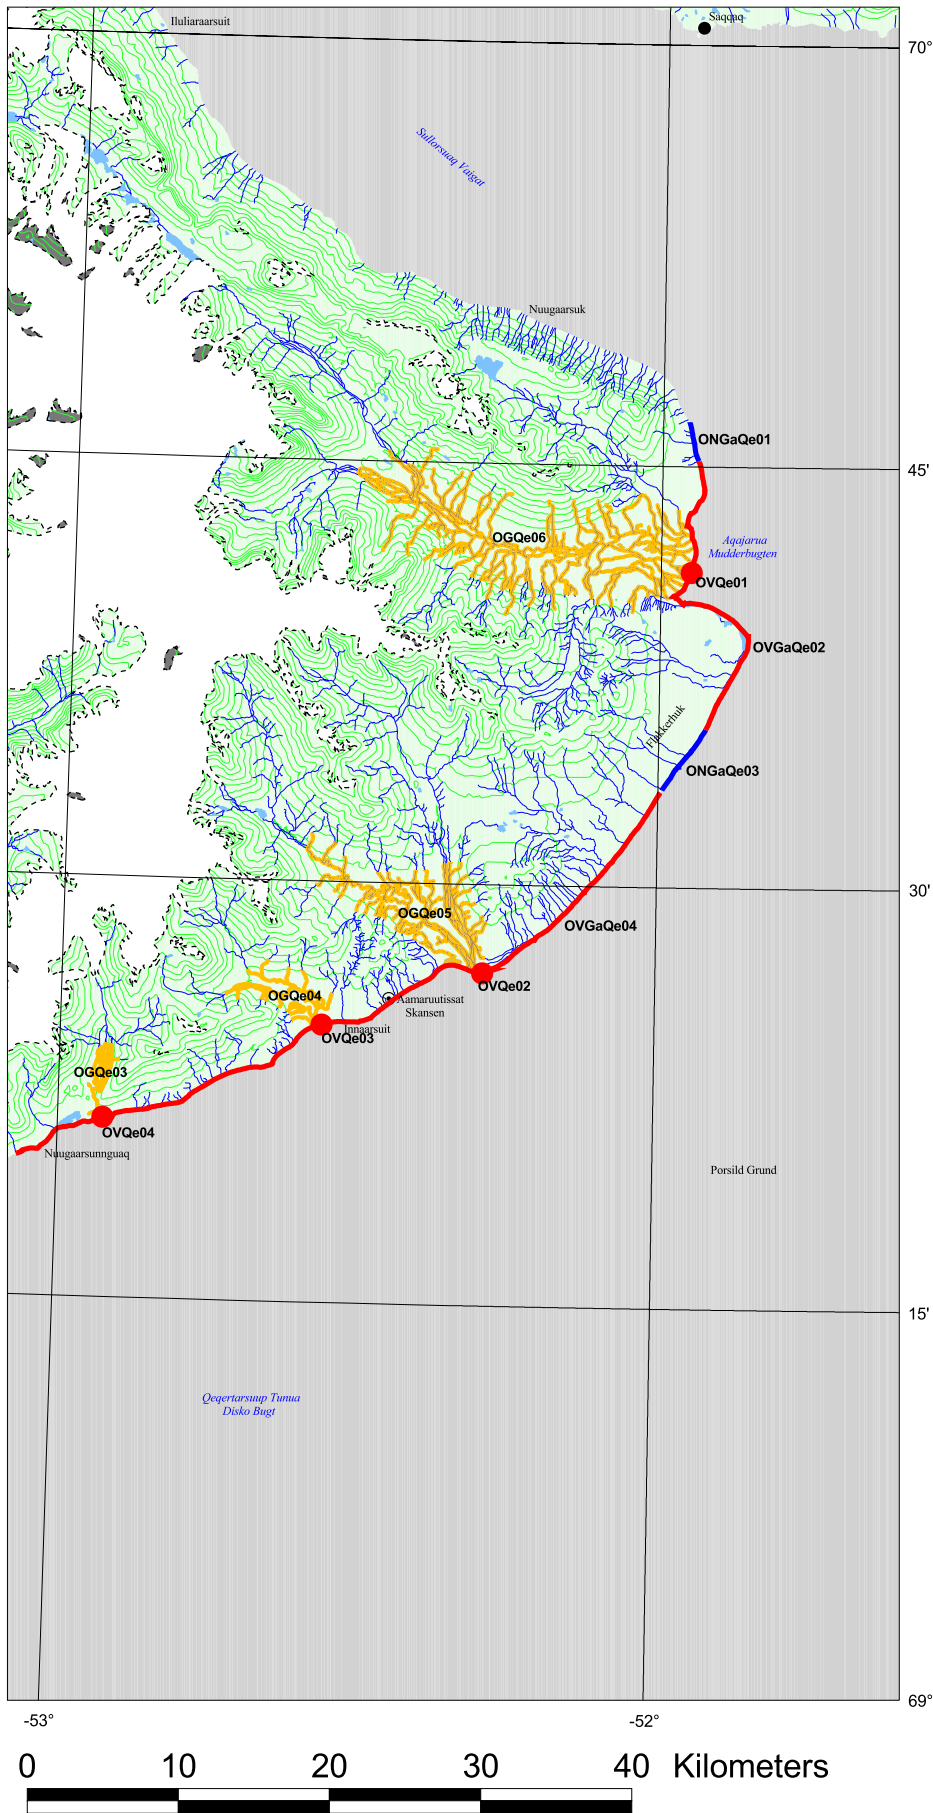 Iluliaraarsuit
Saqqaq
70°
Sullorsuaq Vaigat
Nuugaarsuk
ONGaQe01
45'
OGQe06
Aqajarua
Mudderbugten
OVQe01
OVGaQe02
Flakkerhuk
ONGaQe03
30'
OGQe05
OVGaQe04
OVQe02
OGQe04
Aamaruutissat
Skansen
Innaarsuit
OVQe03
OGQe03
OVQe04
Nuugaarsunnguaq
Porsild Grund
15'
Qeqertarsuup Tunua
Disko Bugt
69°
-53°
-52°
0 10 20 30 40 Kilometers